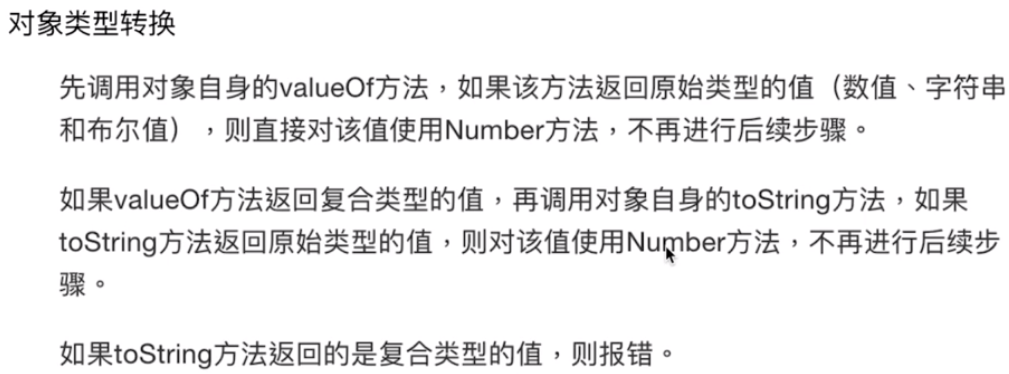 对象类型转换
先调用对象自身的valueOf方法，如果该方法返回原始类型的值（数值、字符串
和布尔值），则直接对该值使用Number方法，不再进行后续步骤。
如果valueOf方法返回复合类型的值，再调用对象自身的toString方法，如果
toString方法返回原始类型的值，则对该值使用Number方法，不再进行后续步
骤。
如果toString方法返回的是复合类型的值，则报错。